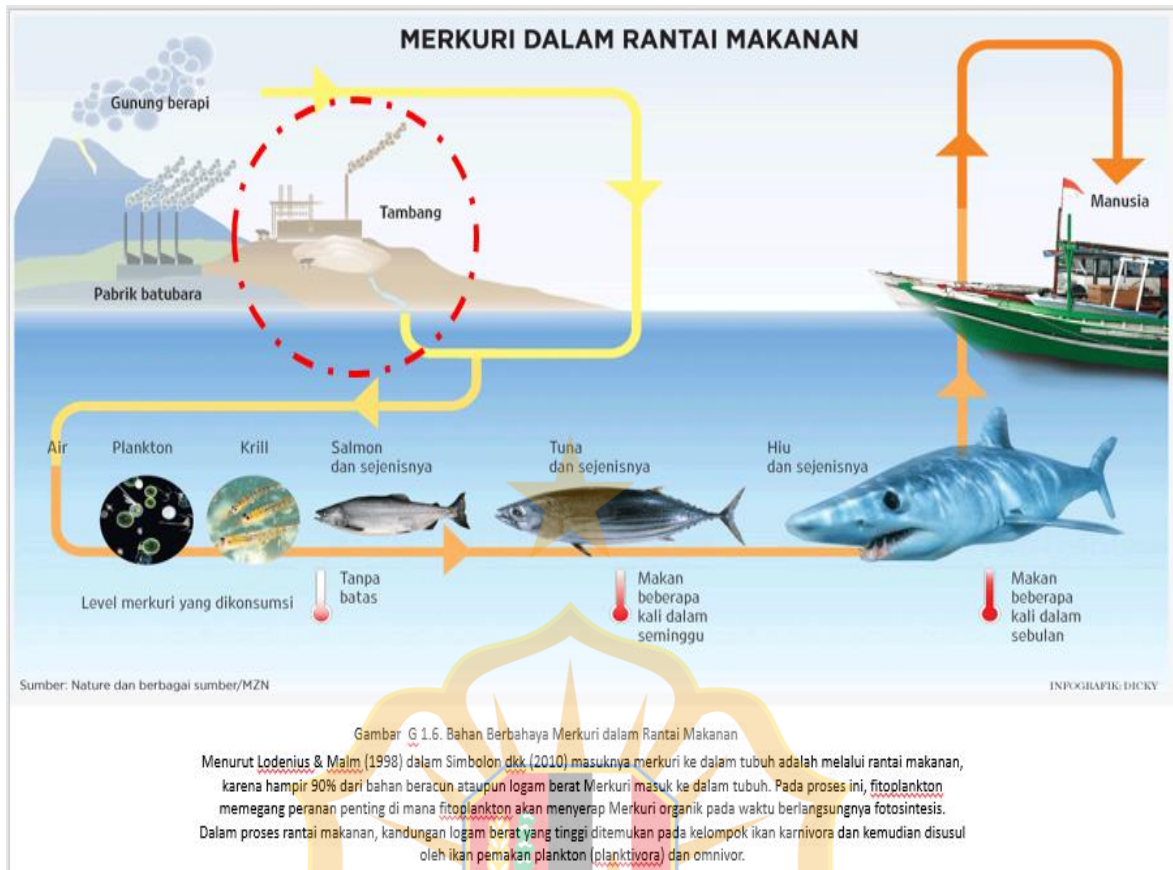 MERKURI DALAM RANTAI MAKANAN
Gunung berapi
Tambang
Manusia
Pabrik batubara
Air
Plankton
Krill
Salmon
dan sejenisnya
Tuna
dan sejenisnya
Hiu
dan sejenisnya
Level merkuri yang dikonsumsi
Tanpa
batas
Makan
beberapa
kali dalam
seminggu
Makan
beberapa
kali dalam
sebulan
Sumber: Nature dan berbagai sumber/MZN
INFOGRAFIK: DICKY
Gambar G 1.6. Bahan Berbahaya Merkuri dalam Rantai Makanan
Menurut Lodenius & Malm (1998) dalam Simbolon dkk (2010) masuknya merkuri ke dalam tubuh adalah melalui rantai makanan,
karena hampir 90% dari bahan beracun ataupun logam berat Merkuri masuk ke dalam tubuh. Pada proses ini, fitoplankton
memegang peranan penting di mana fitoplankton akan menyerap Merkuri organik pada waktu berlangsungnya fotosintesis.
Dalam proses rantai makanan, kandungan logam berat yang tinggi ditemukan pada kelompok ikan karnivora dan kemudian disusul
oleh ikan pemakan plankton (planktivora) dan omnivor.